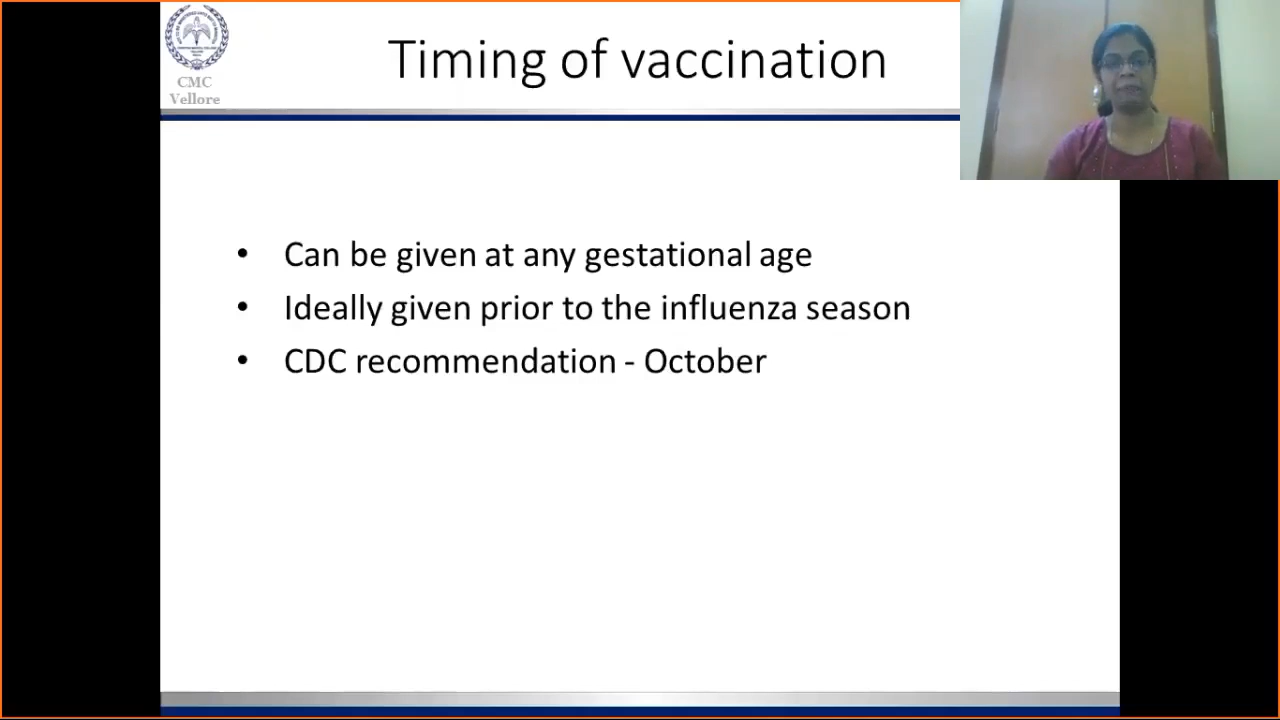 CMC
Vellore
Timing of vaccination
• Can be given at any gestational age
• Ideally given prior to the influenza season
• CDC recommendation - October